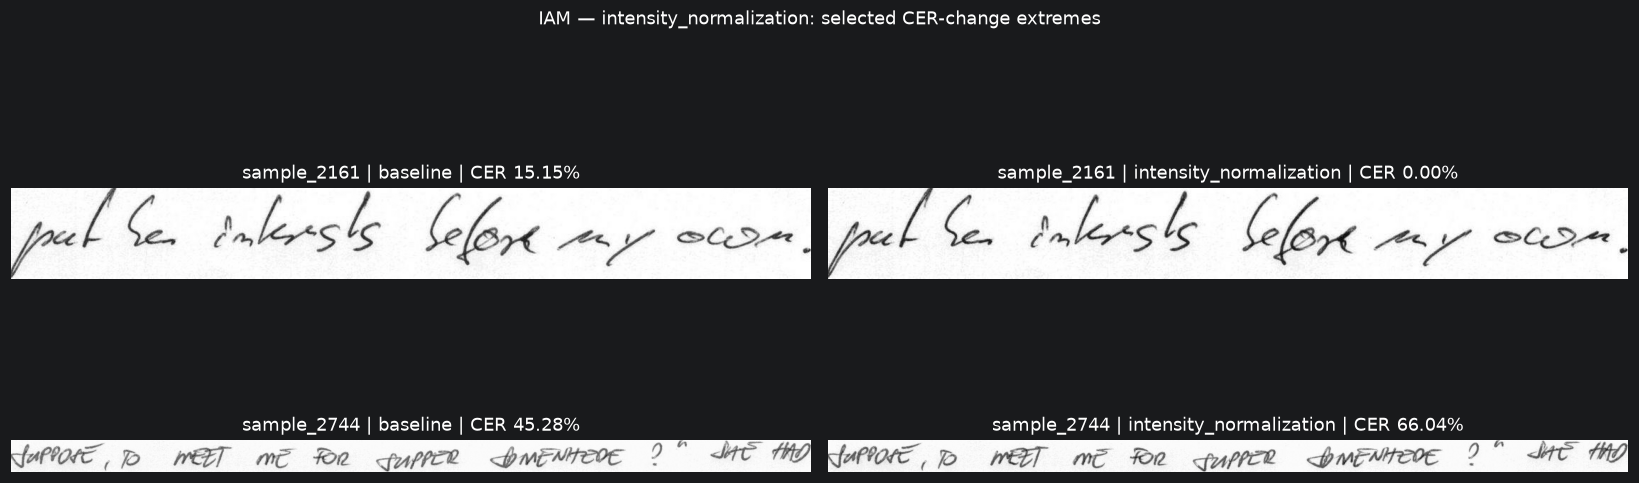 IAM — intensity_normalization: selected CER-change extremes
sample_2161 | baseline | CER 15.15%
sample_2161 | intensity_normalization | CER 0.00%
put her interests before my own.
put her interests before my own.
sample_2744 | baseline | CER 45.28%
sample_2744 | intensity_normalization | CER 66.04%
SUPPOSE, TO MEET ME FOR SUPPER SOMEWHERE ?" SHE HAD
SUPPOSE, TO MEET ME FOR SUPPER SOMEWHERE ?" SHE HAD